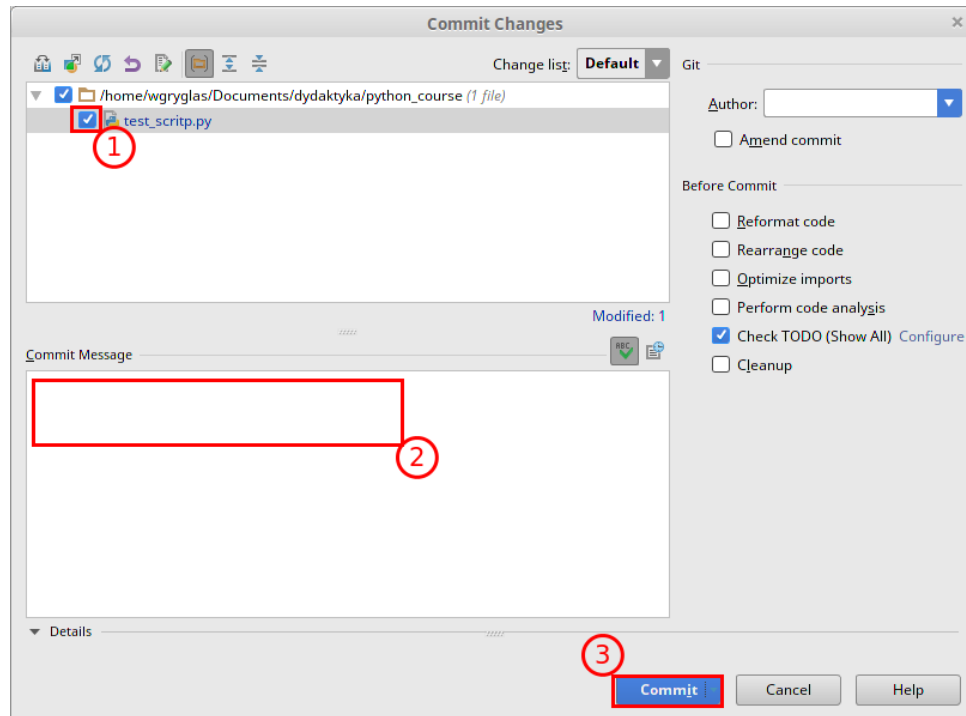 Commit Changes
Change list: Default
/home/wgryglas/Documents/dydaktyka/python_course (1 file)
test_scritp.py
1
Modified: 1
Commit Message
ABC
2
Details
Git
Author:
Amend commit
Before Commit
Reformat code
Rearrange code
Optimize imports
Perform code analysis
Check TODO (Show All) Configure
Cleanup
3
Commit
Cancel
Help